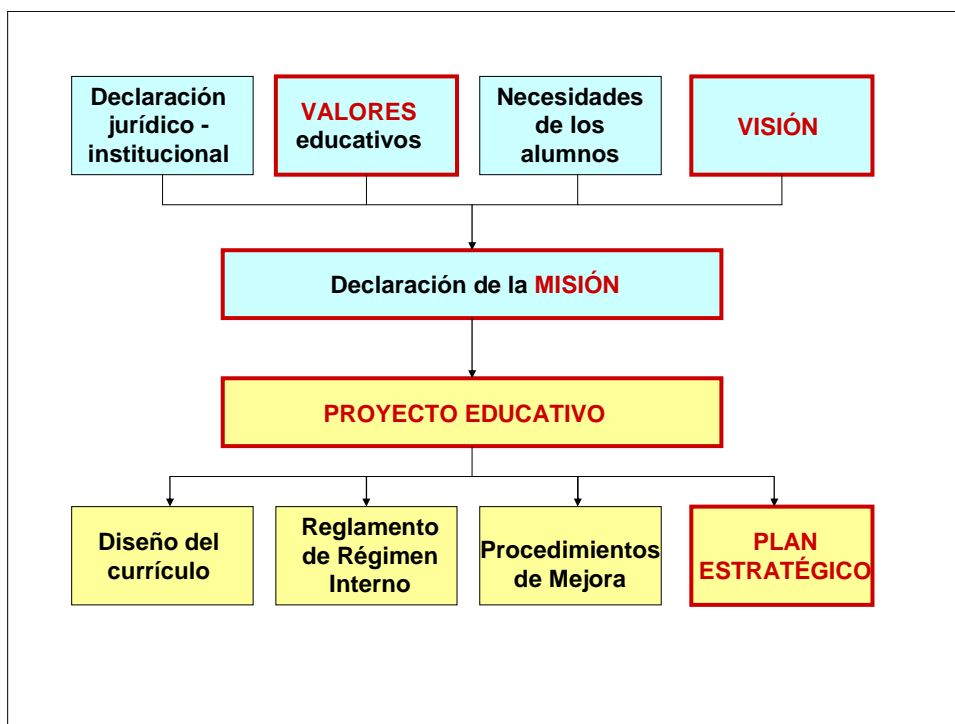 Declaración
jurídico -
institucional
VALORES
educativos
Necesidades
de los
alumnos
VISIÓN
Declaración de la MISIÓN
PROYECTO EDUCATIVO
Diseño del
currículo
Reglamento
de Régimen
Interno
Procedimientos
de Mejora
PLAN
ESTRATÉGICO